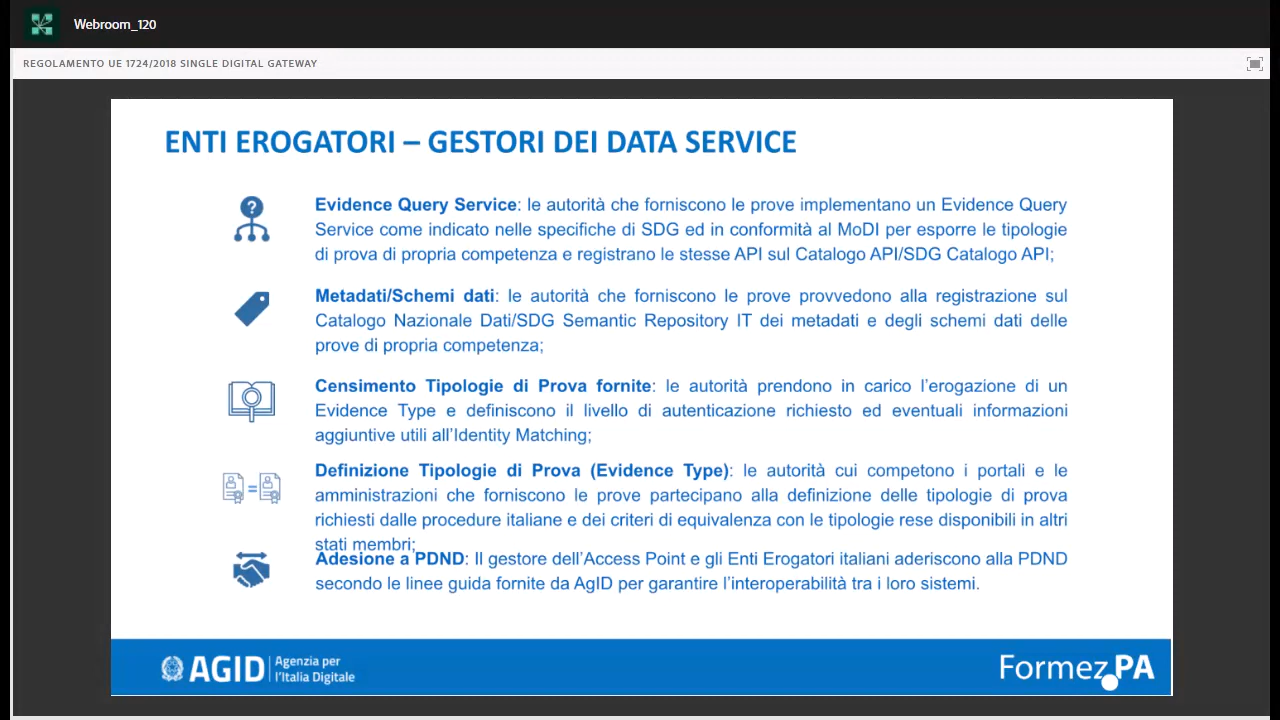 Webroom_120
REGOLAMENTO UE 1724/2018 SINGLE DIGITAL GATEWAY
ENTI EROGATORI – GESTORI DEI DATA SERVICE
?
Evidence Query Service: le autorità che forniscono le prove implementano un Evidence Query
Service come indicato nelle specifiche di SDG ed in conformità al MoDI per esporre le tipologie
di prova di propria competenza e registrano le stesse API sul Catalogo API/SDG Catalogo API;
Metadati/Schemi dati: le autorità che forniscono le prove provvedono alla registrazione sul
Catalogo Nazionale Dati/SDG Semantic Repository IT dei metadati e degli schemi dati delle
prove di propria competenza;
Censimento Tipologie di Prova fornite: le autorità prendono in carico l'erogazione di un
Evidence Type e definiscono il livello di autenticazione richiesto ed eventuali informazioni
aggiuntive utili all'Identity Matching;
Definizione Tipologie di Prova (Evidence Type): le autorità cui competono i portali e le
amministrazioni che forniscono le prove partecipano alla definizione delle tipologie di prova
richiesti dalle procedure italiane e dei criteri di equivalenza con le tipologie rese disponibili in altri
stati membri;
Adesione a PDND: Il gestore dell'Access Point e gli Enti Erogatori italiani aderiscono alla PDND
secondo le linee guida fornite da AgID per garantire l'interoperabilità tra i loro sistemi.
AGID Agenzia per
l'Italia Digitale
Formez PA